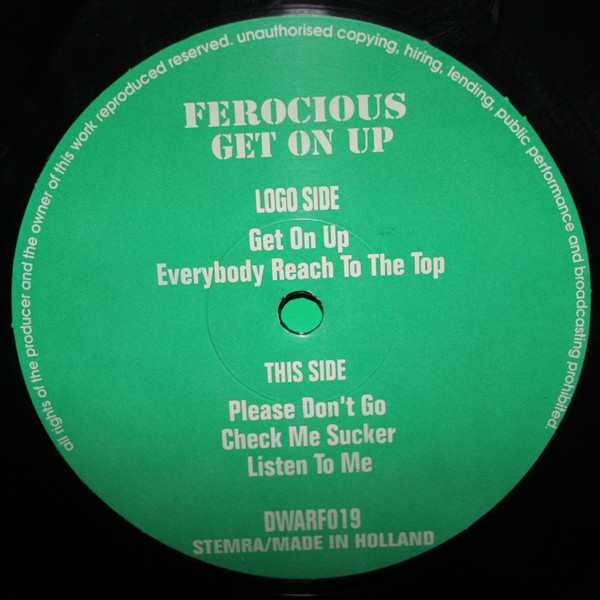 all rights of the producer and the owner of this work reproduced reserved. unauthorised copying, hiring, lending, public performance and broadcasting prohibited.
FEROCIOUS
GET ON UP
LOGO SIDE
Get On Up
Everybody Reach To The Top
THIS SIDE
Please Don't Go
Check Me Sucker
Listen To Me
DWARF019
STEMRA/MADE IN HOLLAND